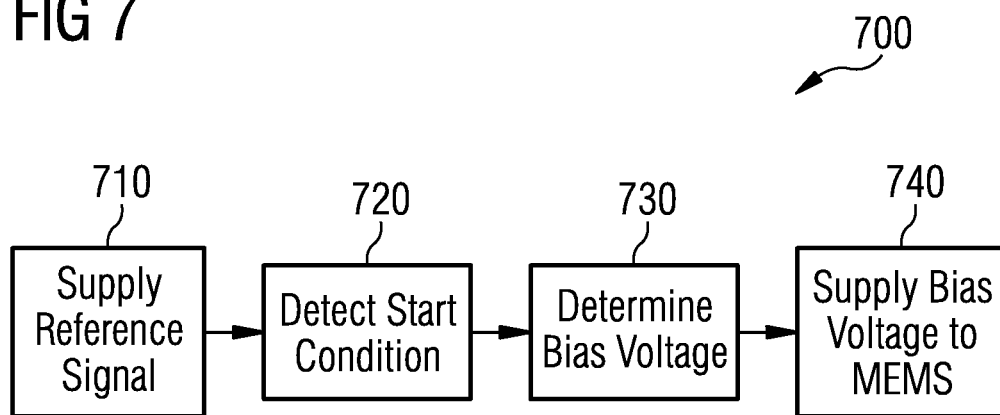 FIG 7
700
710
720
730
740
Supply
Reference
Signal
Detect Start
Condition
Determine
Bias Voltage
Supply Bias
Voltage to
MEMS